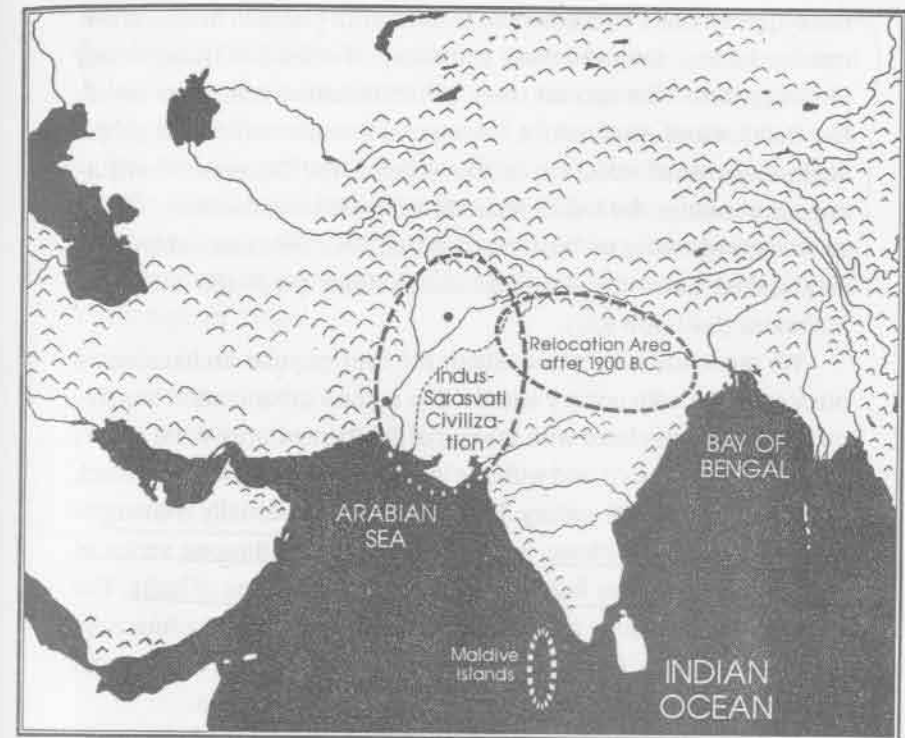 Relocation Area
after 1900 B.C.
Indus-
Sarasvati
Civiliza-
tion
BAY OF
BENGAL
ARABIAN
SEA
Maldive
Islands
INDIAN
OCEAN